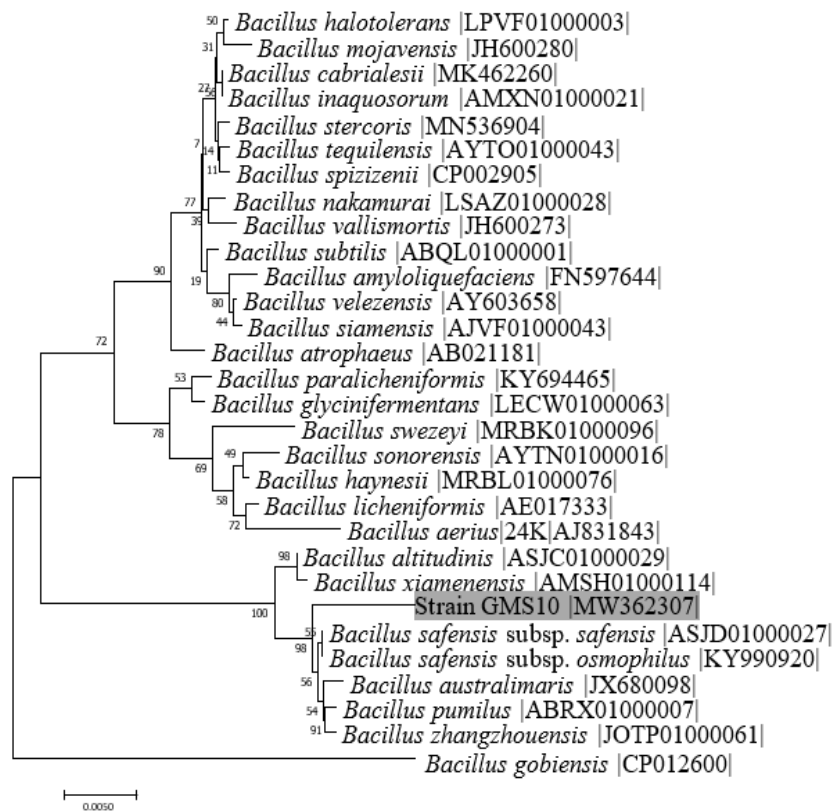 50
Bacillus halotolerans |LPVF01000003|
31
Bacillus mojavensis |JH600280|
Bacillus cabrialesii |MK462260|
Bacillus inaquosorum |AMXN01000021|
Bacillus stercoris |MN536904|
7
14
Bacillus tequilensis |AYTO01000043|
11
Bacillus spizizenii |CP002905|
77
Bacillus nakamurai |LSAZ01000028|
39
Bacillus vallismortis |JH600273|
Bacillus subtilis |ABQL01000001|
90
19
Bacillus amyloliquefaciens |FN597644|
80
Bacillus velezensis |AY603658|
44
Bacillus siamensis |AJVF01000043|
72
Bacillus atrophaeus |AB021181|
53
Bacillus paralicheniformis |KY694465|
Bacillus glycinifermentans |LECW01000063|
78
Bacillus swezeyi |MRBK01000096|
49
Bacillus sonorensis |AYTN01000016|
69
Bacillus haynesii |MRBL01000076|
58
Bacillus licheniformis |AE017333|
72
Bacillus aerius|24K|AJ831843|
98
Bacillus altitudinis |ASJC01000029|
Bacillus xiamenensis |AMSH01000114|
100
Strain GMS10 |MW362307|
Bacillus safensis subsp. safensis |ASJD01000027|
98
Bacillus safensis subsp. osmophilus |KY990920|
56
Bacillus australimaris |JX680098|
54
Bacillus pumilus |ABRX01000007|
91
Bacillus zhangzhouensis |JOTP01000061|
Bacillus gobiensis |CP012600|
0.0050